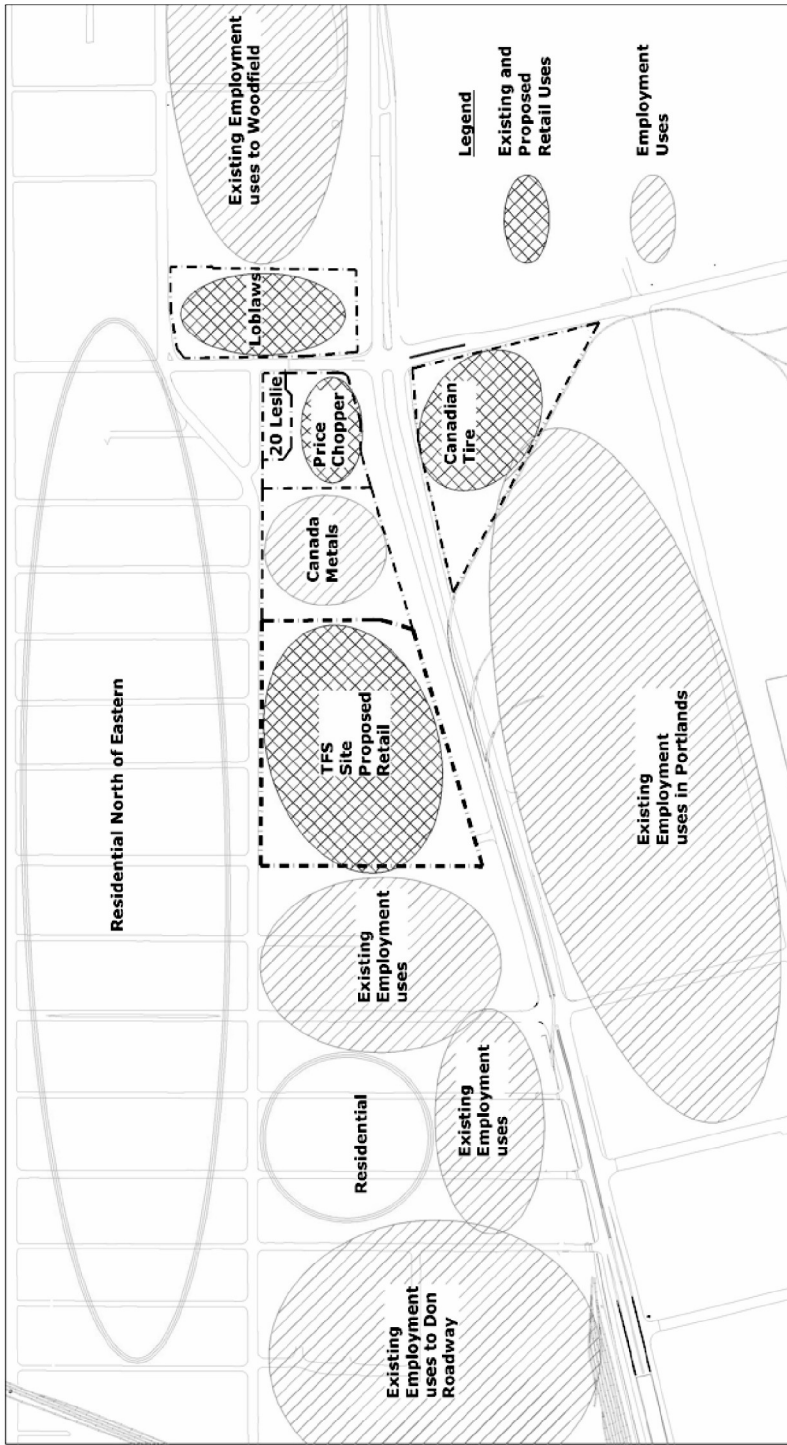 Residential North of Eastern
Existing Employment
uses to Woodfield
Loblaws
20 Leslie
Price
Chopper
Canada
Metals
TFS
Site
Proposed
Retail
Existing
Employment
uses
Residential
Existing
Employment
uses
Existing
Employment
uses to Don
Roadway
Canadian
Tire
Existing
Employment
uses in Portlands
Legend
Existing and
Proposed
Retail Uses
Employment
Uses